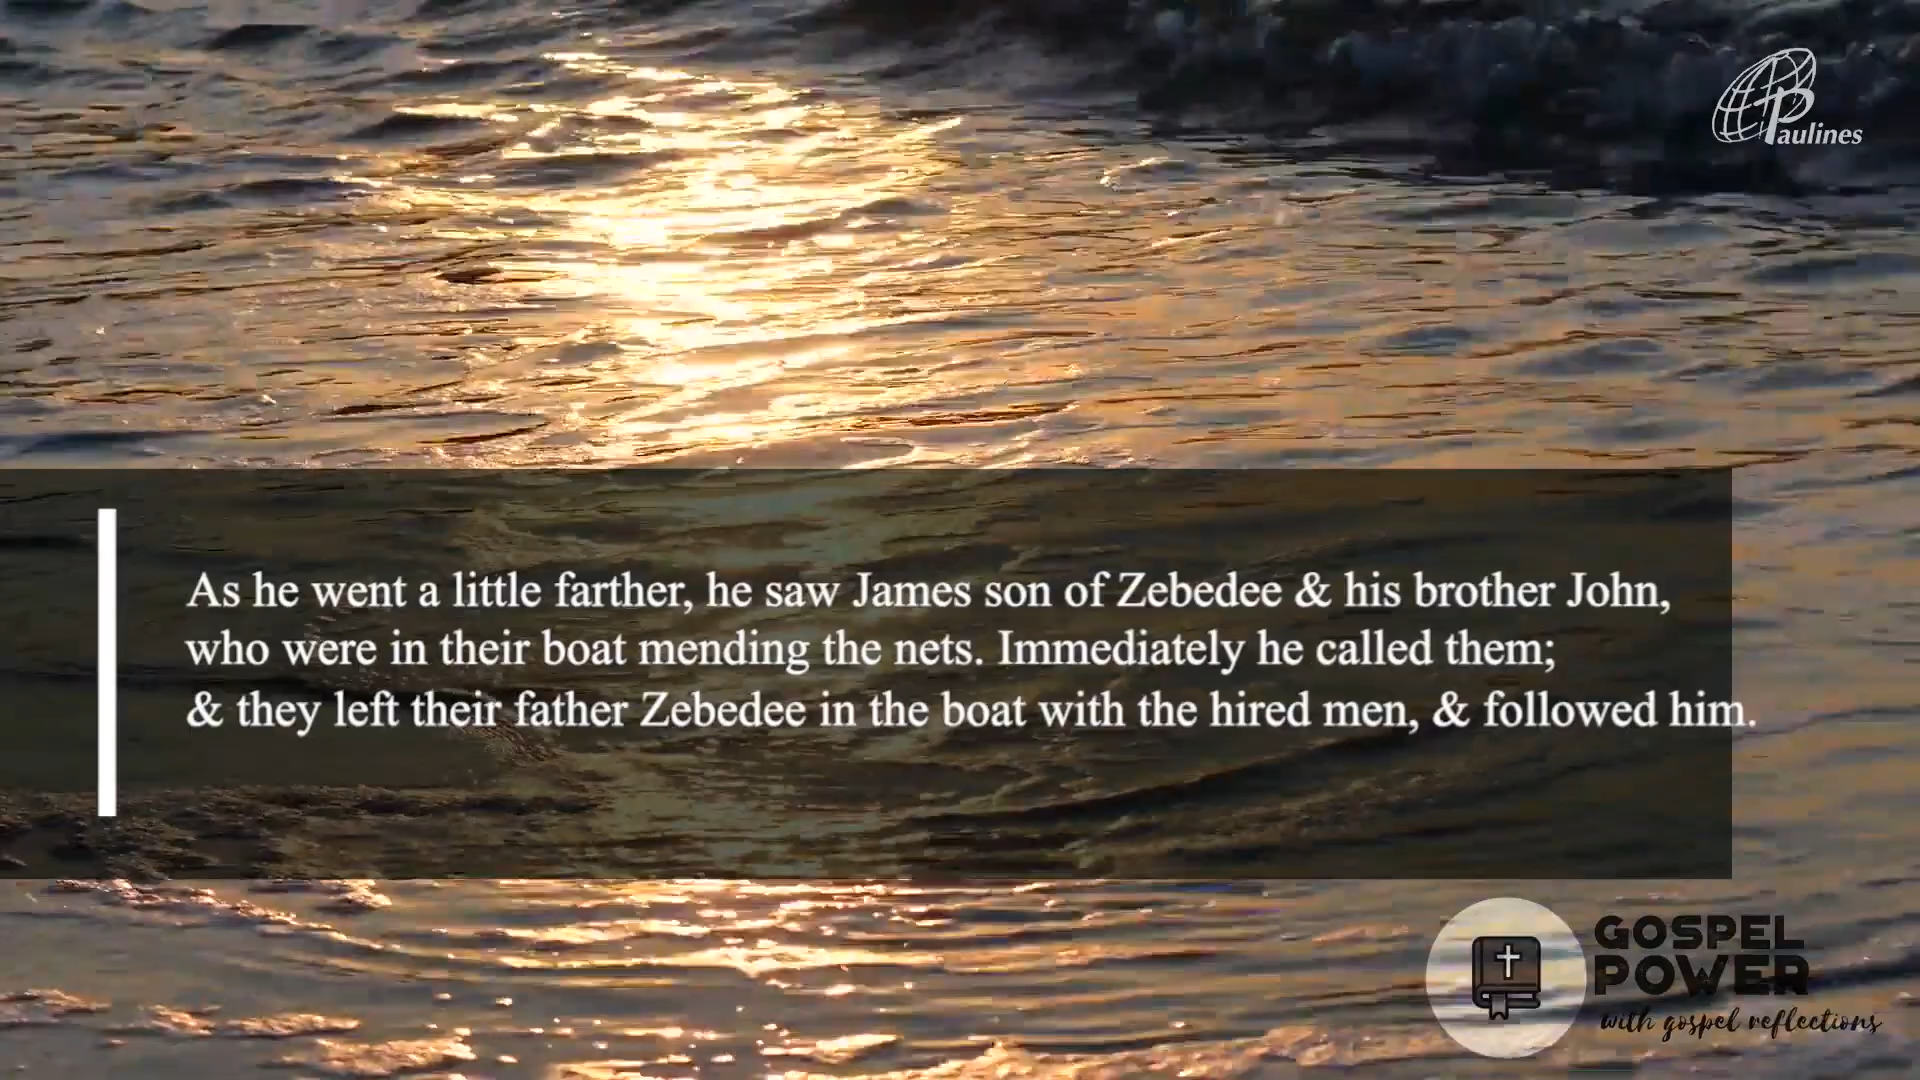 Paulines
As he went a little farther, he saw James son of Zebedee & his brother John,
who were in their boat mending the nets. Immediately he called them;
& they left their father Zebedee in the boat with the hired men, & followed him.
GOSPEL
POWER
with gospel reflections